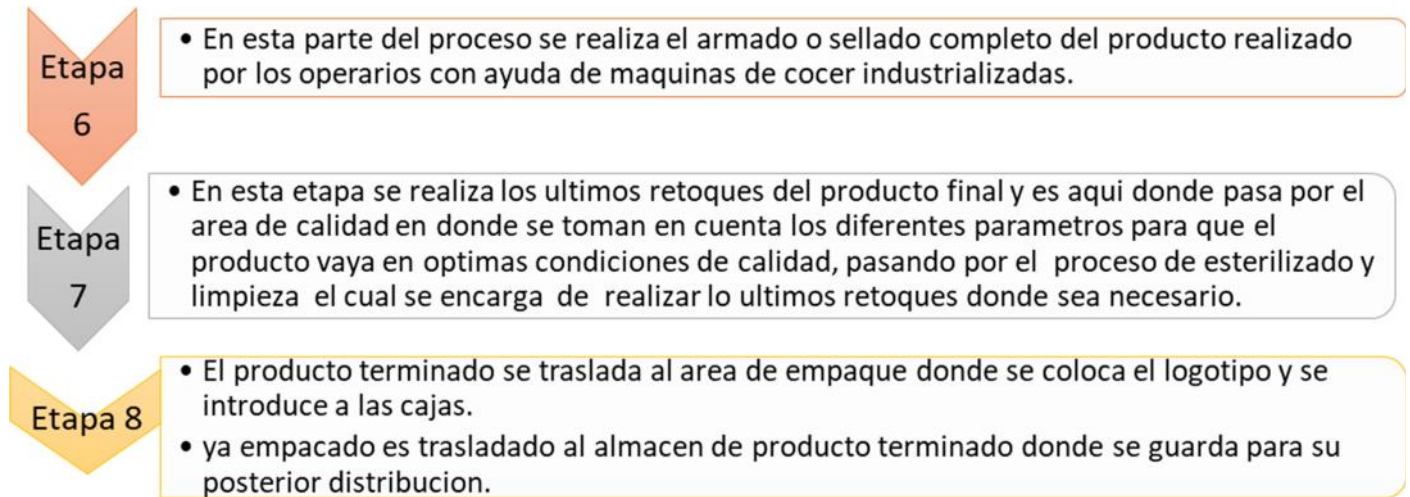 Etapa
6
• En esta parte del proceso se realiza el armado o sellado completo del producto realizado
por los operarios con ayuda de maquinas de cocer industrializadas.
Etapa
7
• En esta etapa se realiza los ultimos retoques del producto final y es aqui donde pasa por el
area de calidad en donde se toman en cuenta los diferentes parametros para que el
producto vaya en optimas condiciones de calidad, pasando por el proceso de esterilizado y
limpieza el cual se encarga de realizar lo ultimos retoques donde sea necesario.
Etapa 8
• El producto terminado se traslada al area de empaque donde se coloca el logotipo y se
introduce a las cajas.
• ya empacado es trasladado al almacen de producto terminado donde se guarda para su
posterior distribucion.